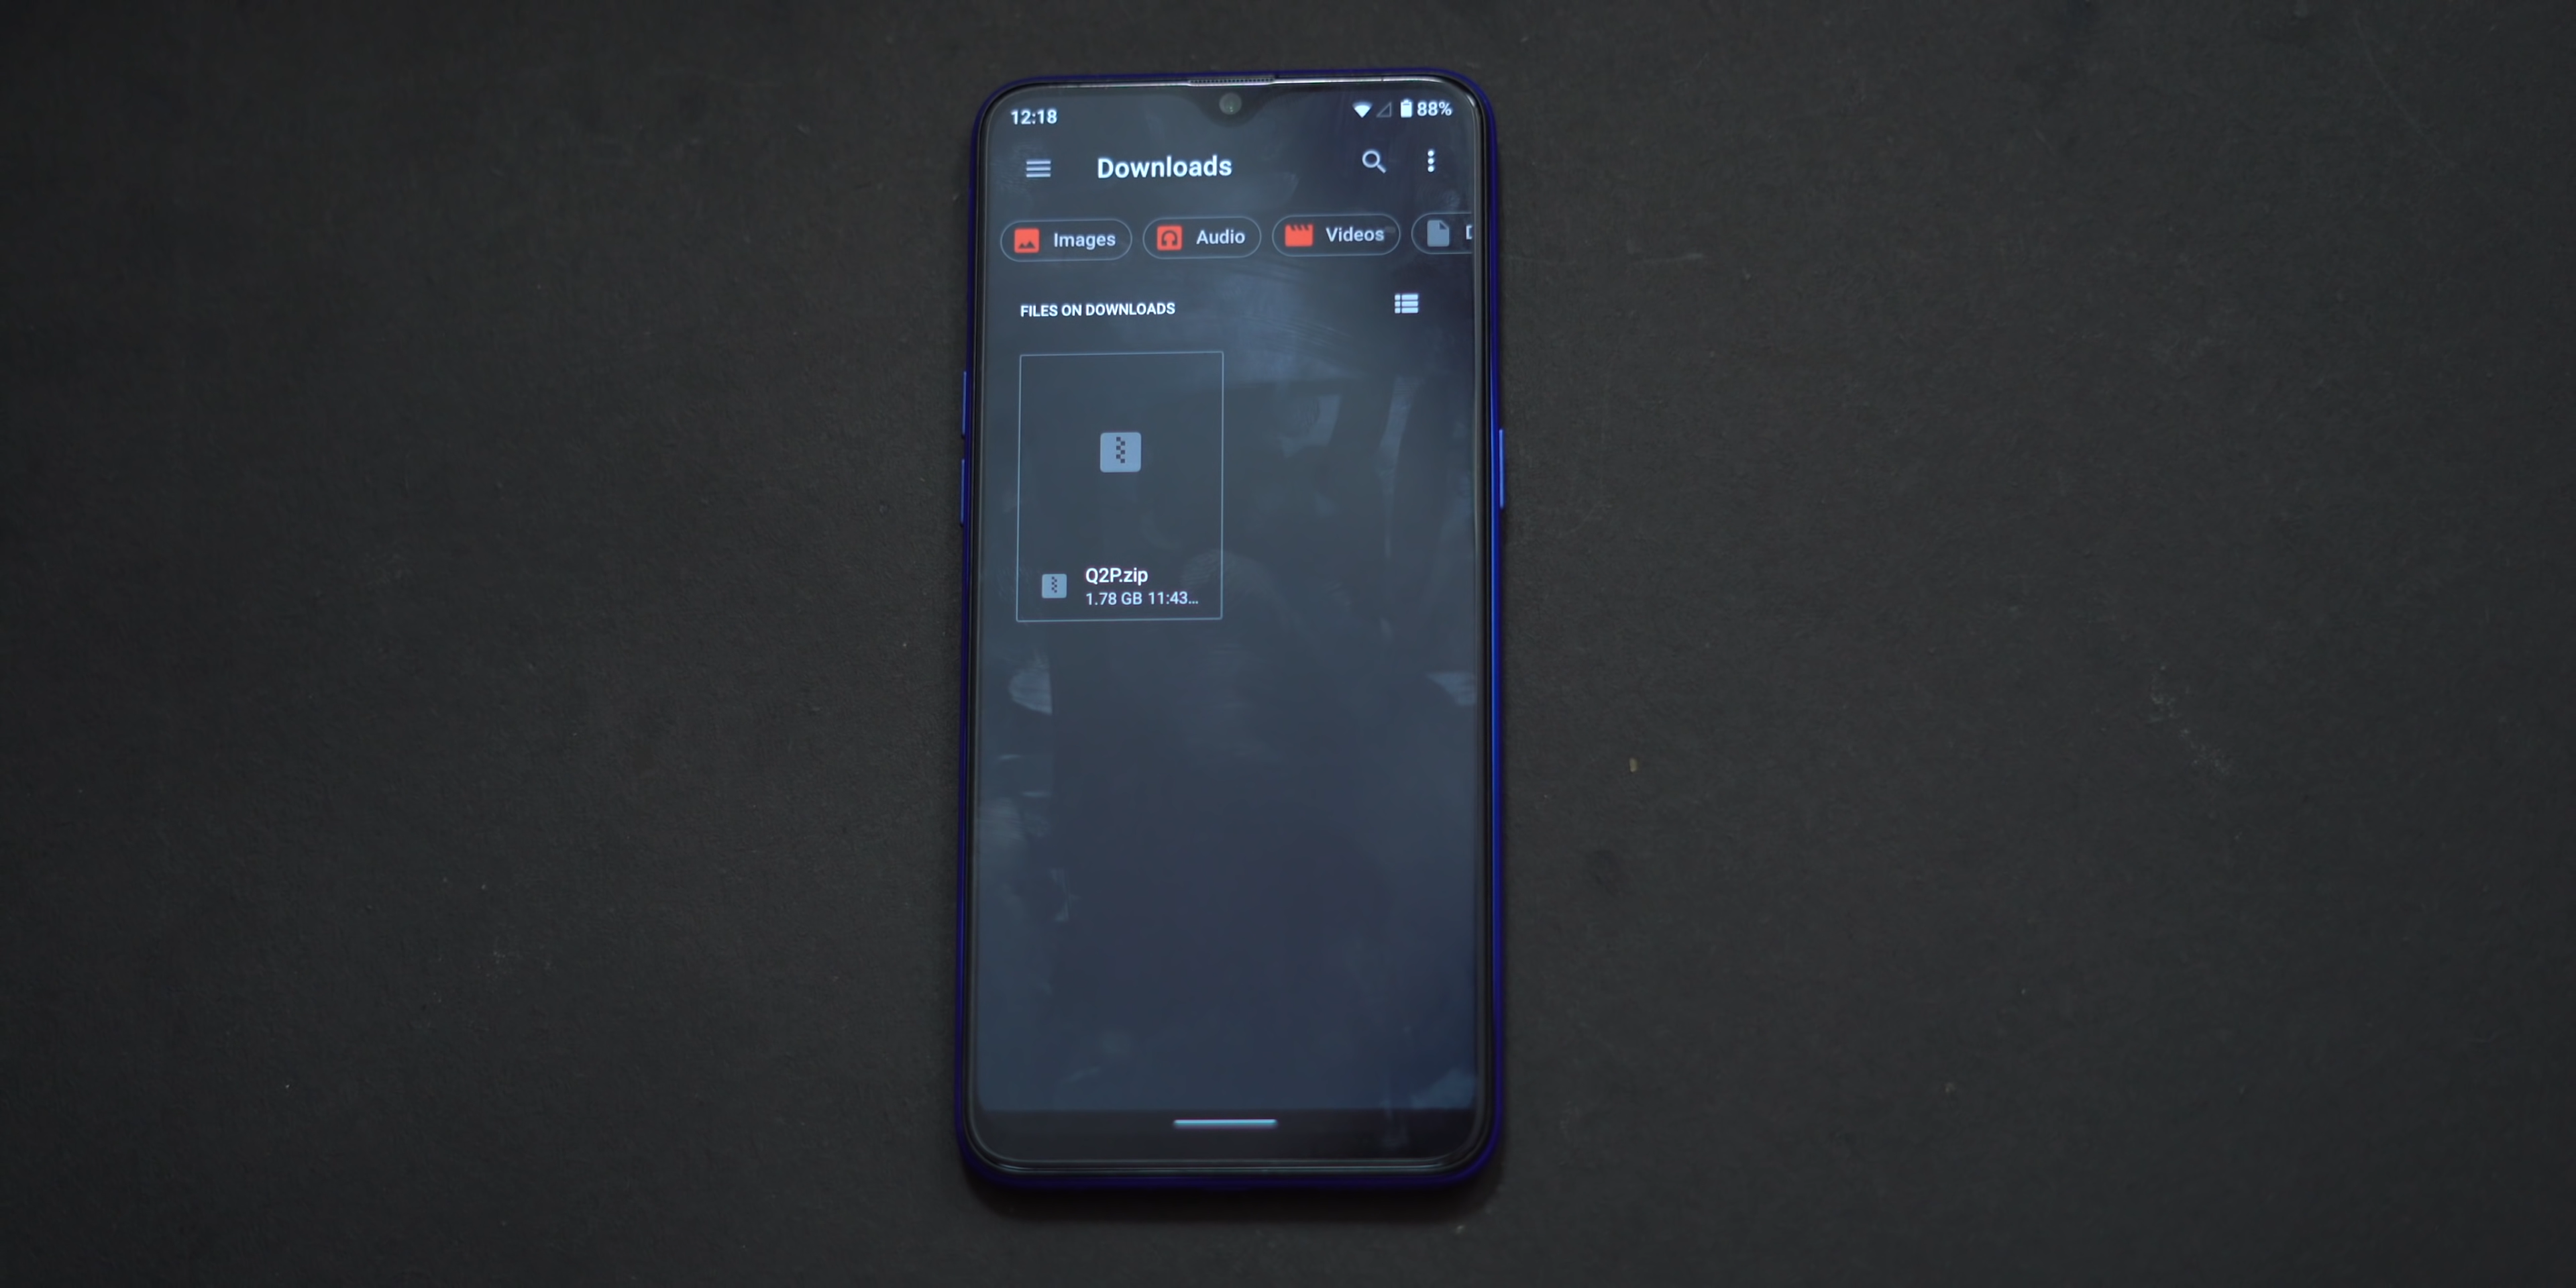 12:18 88%
Downloads
Images Audio Videos
FILES ON DOWNLOADS
Q2P.zip
1.78 GB 11:43...